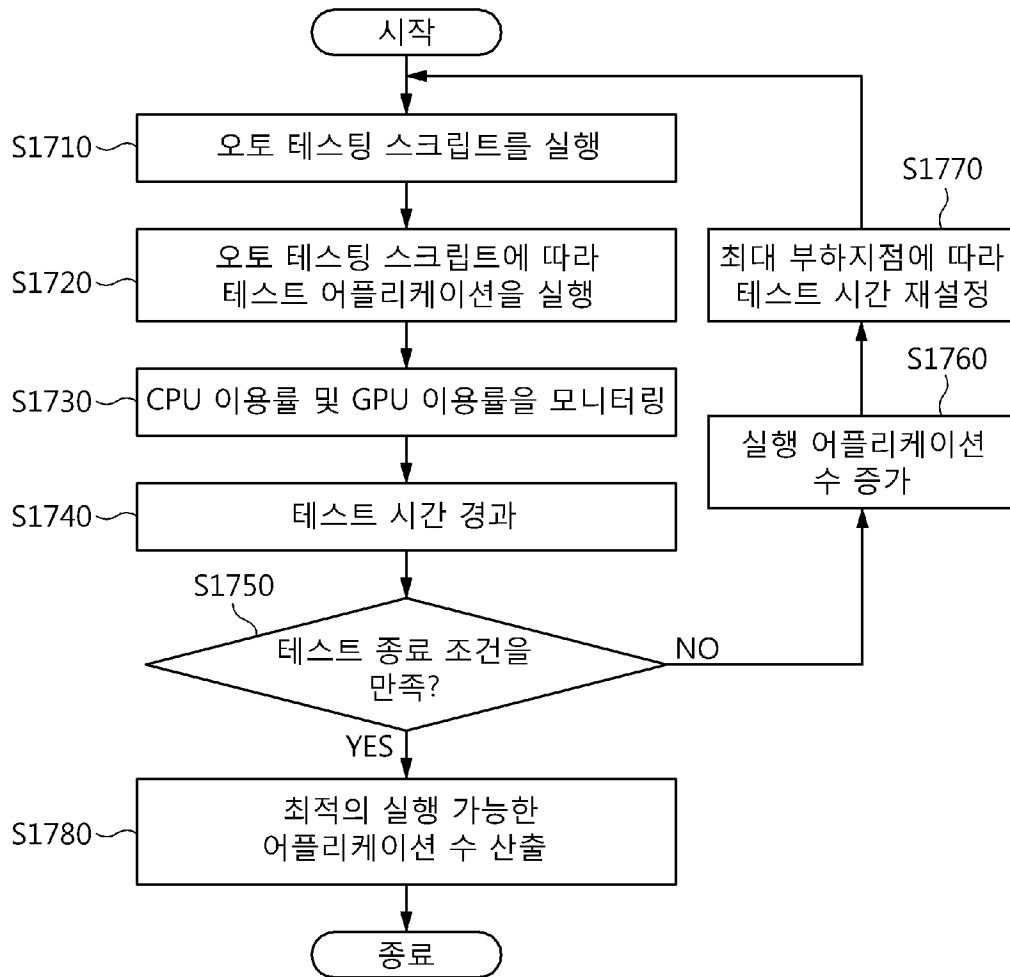 시작
S1710
오토 테스팅 스크립트를 실행
S1720
오토 테스팅 스크립트에 따라
테스트 어플리케이션을 실행
S1730
CPU 이용률 및 GPU 이용률을 모니터링
S1740
테스트 시간 경과
S1750
테스트 종료 조건을
만족?
NO
S1760
실행 어플리케이션
수 증가
S1770
최대 부하지점에 따라
테스트 시간 재설정
YES
S1780
최적의 실행 가능한
어플리케이션 수 산출
종료